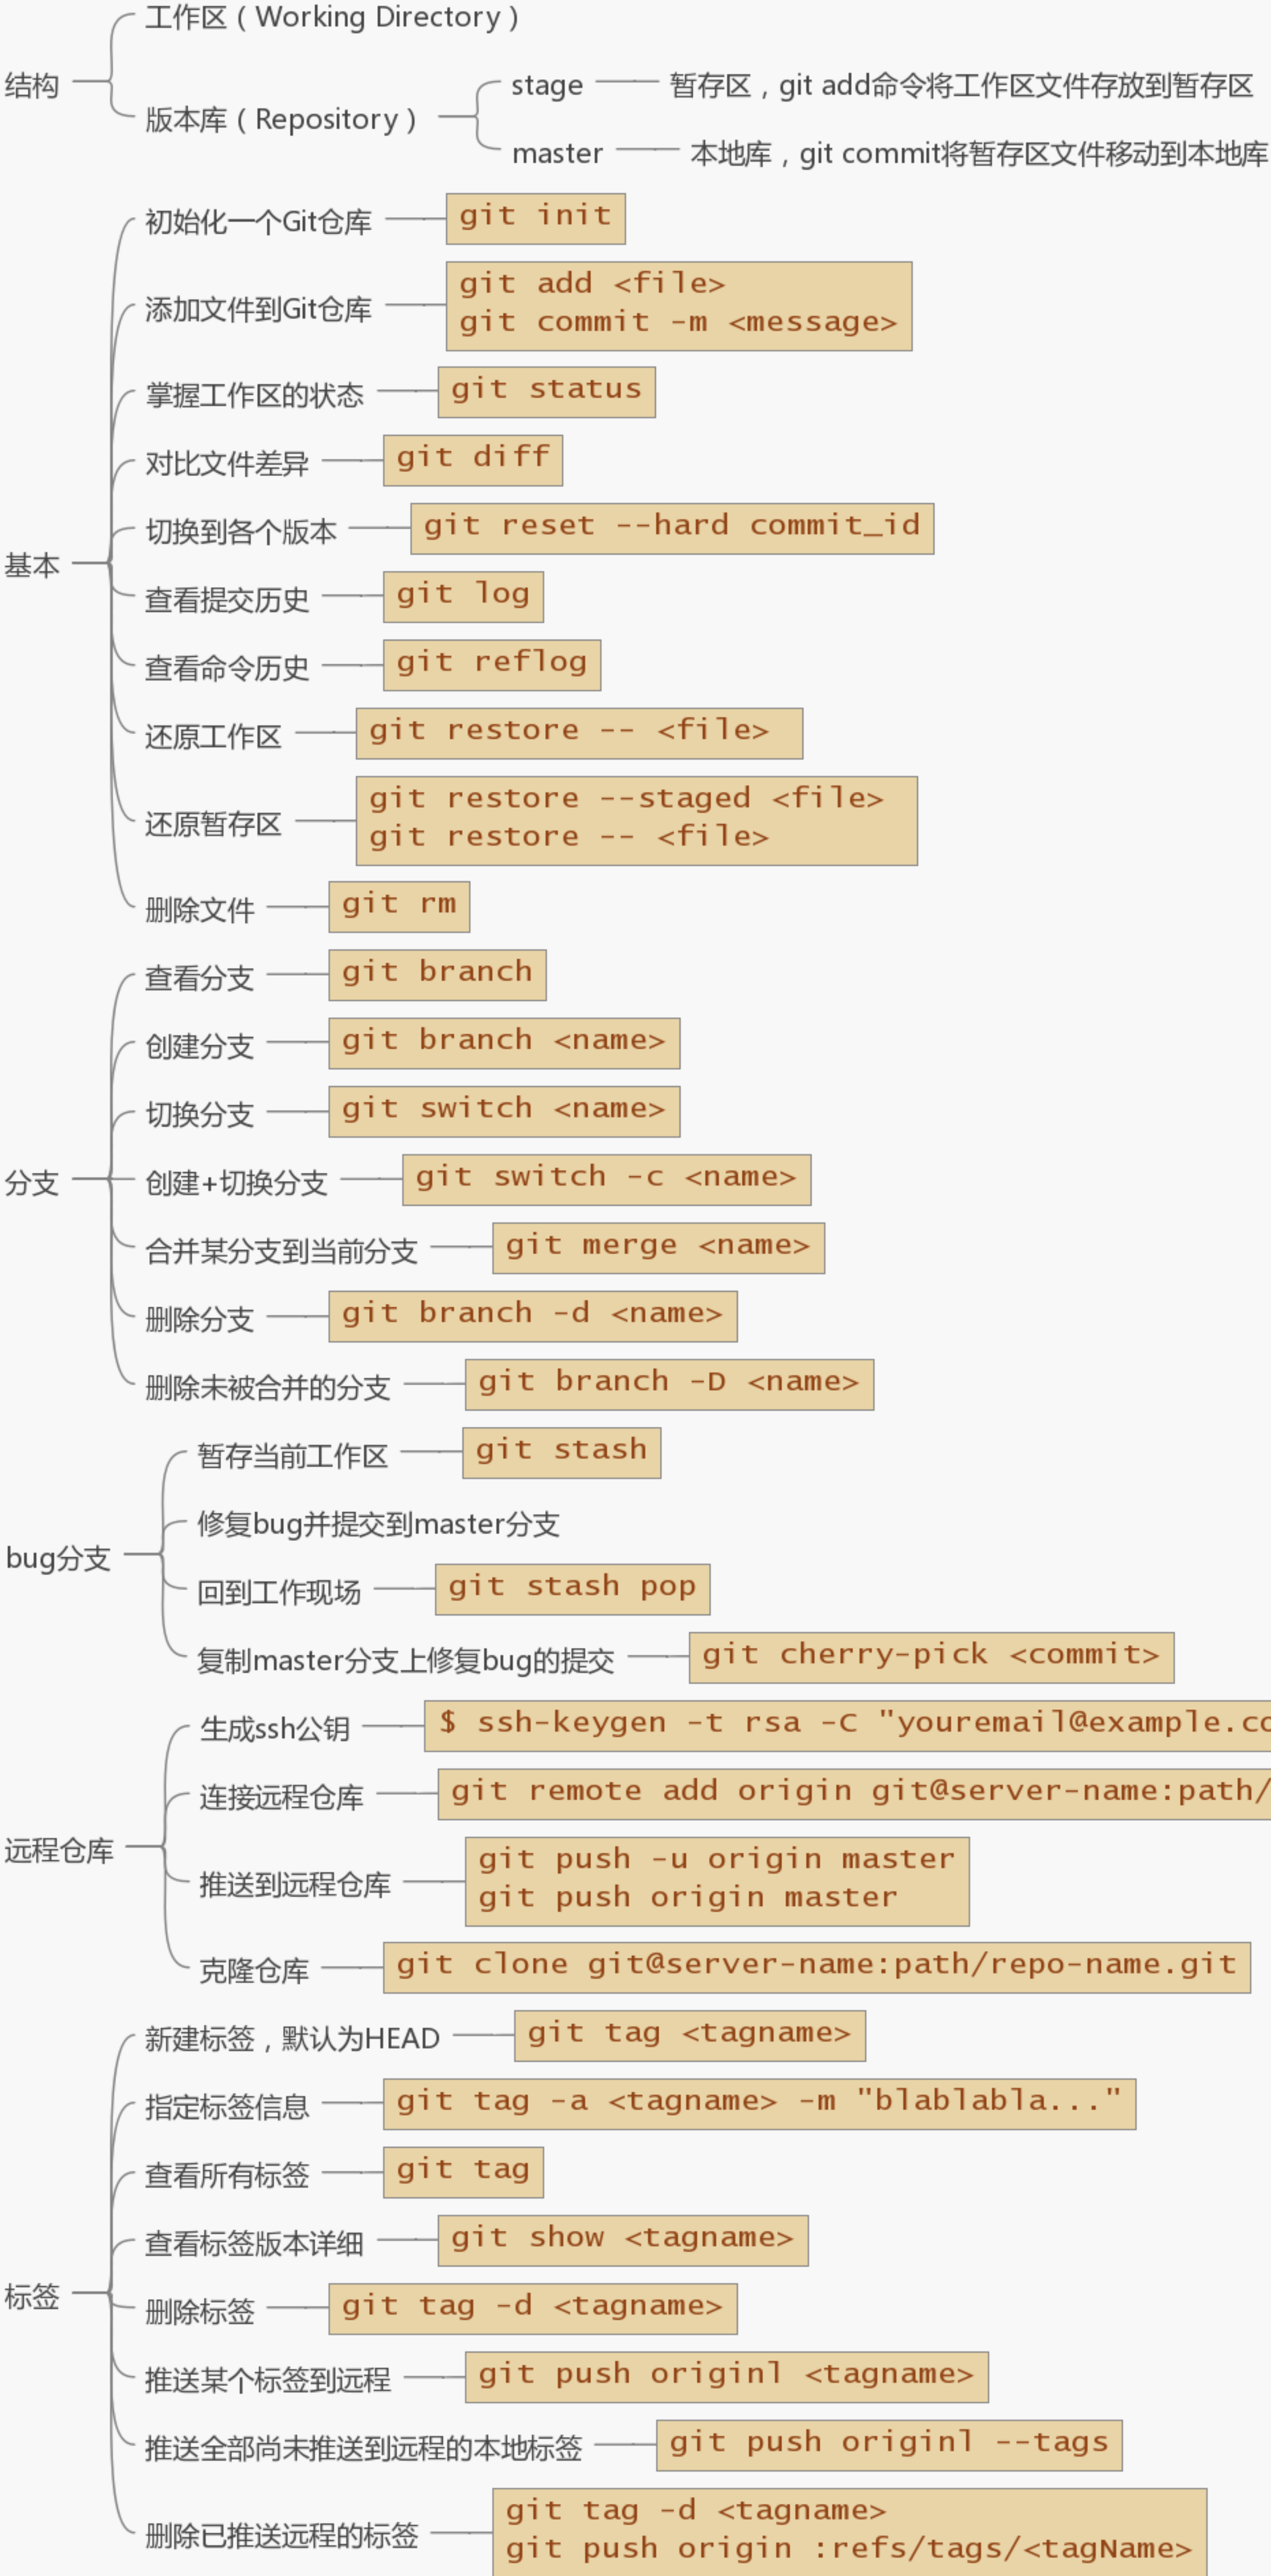 结构
工作区（Working Directory）
版本库（Repository）
stage
暂存区，git add命令将工作区文件存放到暂存区
master
本地库，git commit将暂存区文件移动到本地库
基本
初始化一个Git仓库
git init
添加文件到Git仓库
git add <file>
git commit -m <message>
掌握工作区的状态
git status
对比文件差异
git diff
切换到各个版本
git reset --hard commit_id
查看提交历史
git log
查看命令历史
git reflog
还原工作区
git restore -- <file>
还原暂存区
git restore --staged <file>
git restore -- <file>
删除文件
git rm
分支
查看分支
git branch
创建分支
git branch <name>
切换分支
git switch <name>
创建+切换分支
git switch -c <name>
合并某分支到当前分支
git merge <name>
删除分支
git branch -d <name>
删除未被合并的分支
git branch -D <name>
bug分支
暂存当前工作区
git stash
修复bug并提交到master分支
回到工作现场
git stash pop
复制master分支上修复bug的提交
git cherry-pick <commit>
远程仓库
生成ssh公钥
$ ssh-keygen -t rsa -C "youremail@example.co
连接远程仓库
git remote add origin git@server-name:path/
推送到远程仓库
git push -u origin master
git push origin master
克隆仓库
git clone git@server-name:path/repo-name.git
标签
新建标签，默认为HEAD
git tag <tagname>
指定标签信息
git tag -a <tagname> -m "blablabla..."
查看所有标签
git tag
查看标签版本详细
git show <tagname>
删除标签
git tag -d <tagname>
推送某个标签到远程
git push originl <tagname>
推送全部尚未推送到远程的本地标签
git push originl --tags
删除已推送远程的标签
git tag -d <tagname>
git push origin :refs/tags/<tagName>